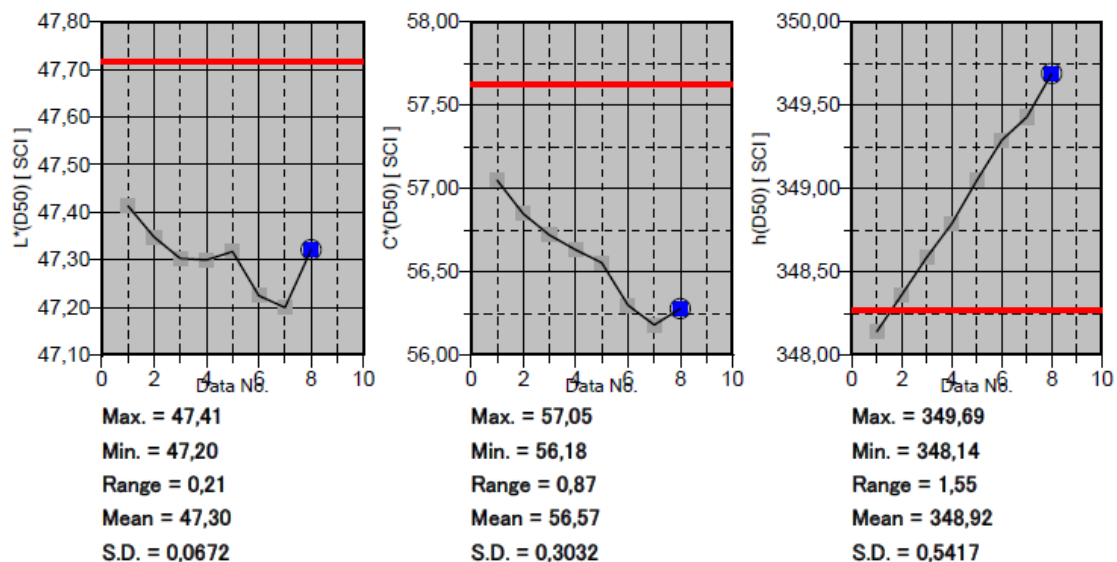 47,80
47,70
47,60
47,50
47,40
47,30
47,20
47,10
L*(D50) [ SCI ]
0 2 4 6 8 10
Data No.
Max. = 47,41
Min. = 47,20
Range = 0,21
Mean = 47,30
S.D. = 0,0672
58,00
57,50
57,00
56,50
56,00
C*(D50) [ SCI ]
0 2 4 6 8 10
Data No.
Max. = 57,05
Min. = 56,18
Range = 0,87
Mean = 56,57
S.D. = 0,3032
350,00
349,50
349,00
348,50
348,00
h(D50) [ SCI ]
0 2 4 6 8 10
Data No.
Max. = 349,69
Min. = 348,14
Range = 1,55
Mean = 348,92
S.D. = 0,5417